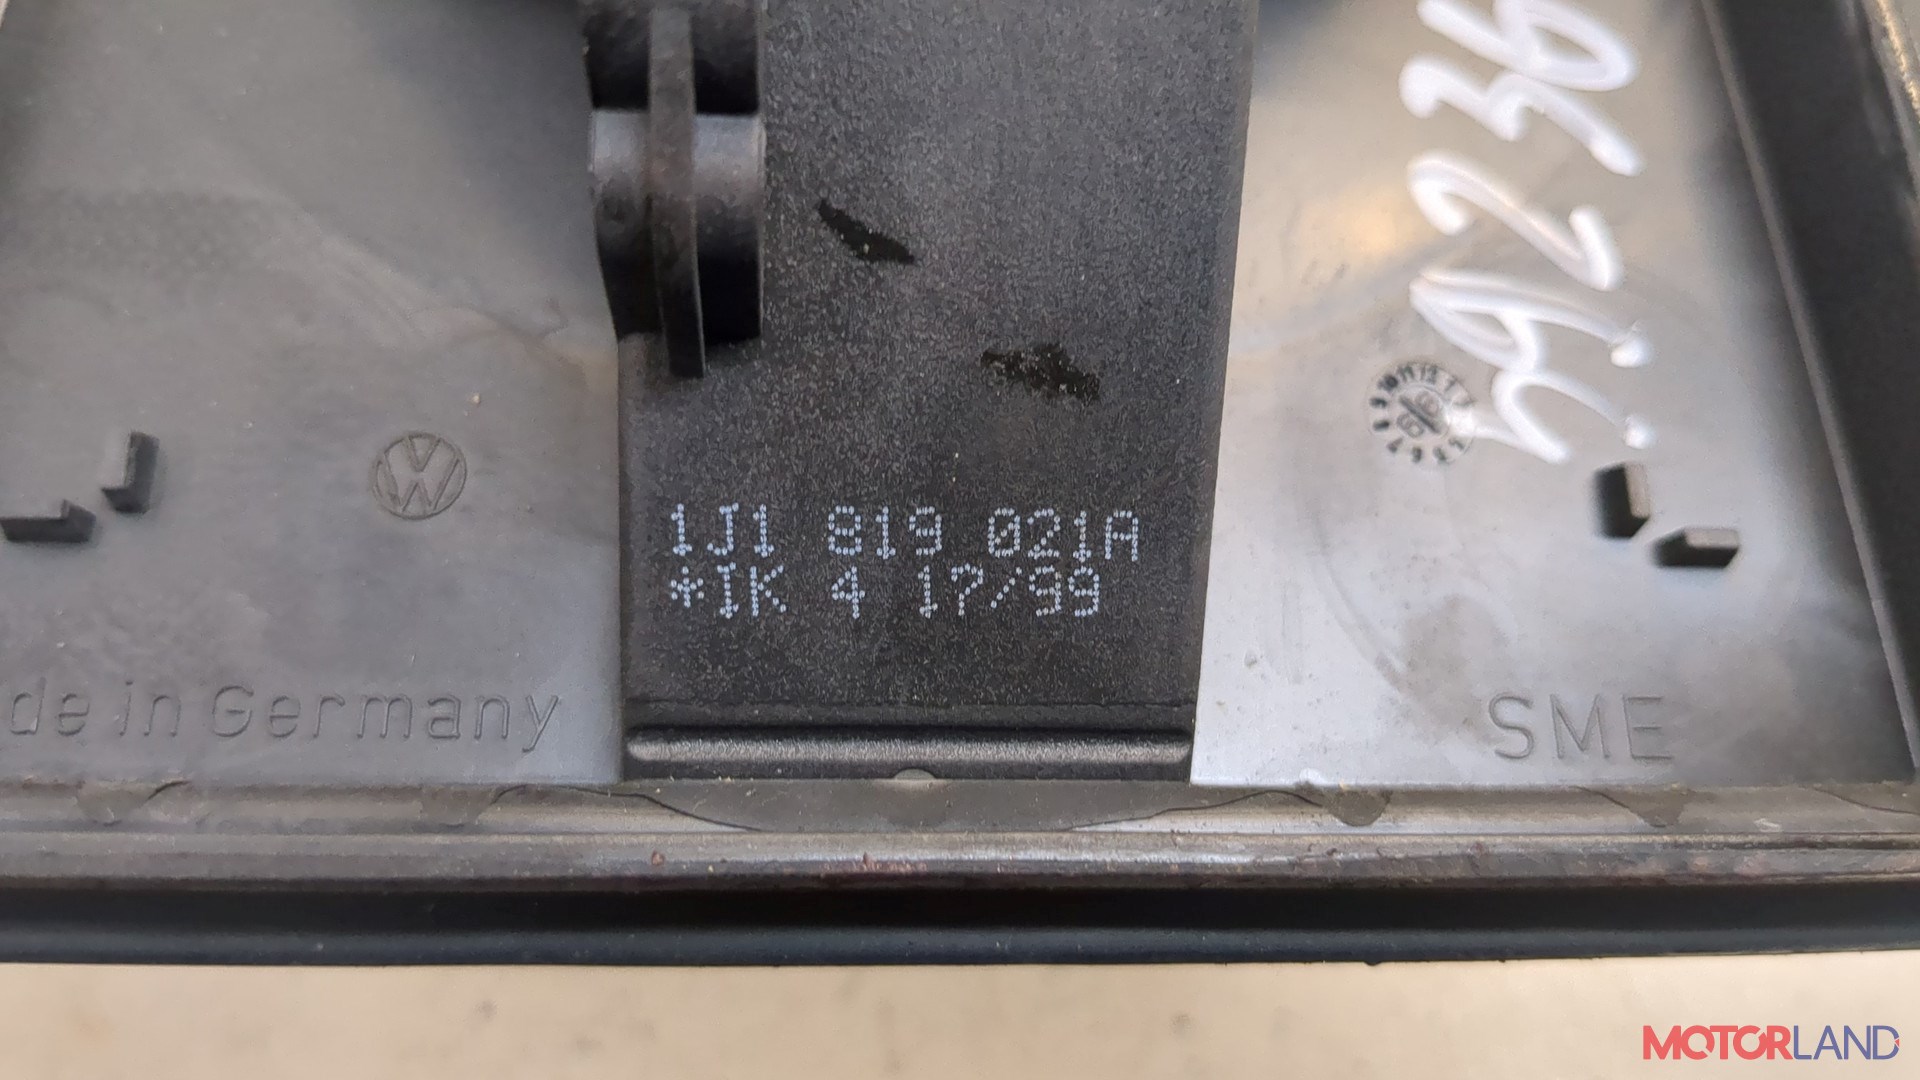 1J1 819 021A
*IK 4 17/99
de in Germany
SME
MOTORLAND